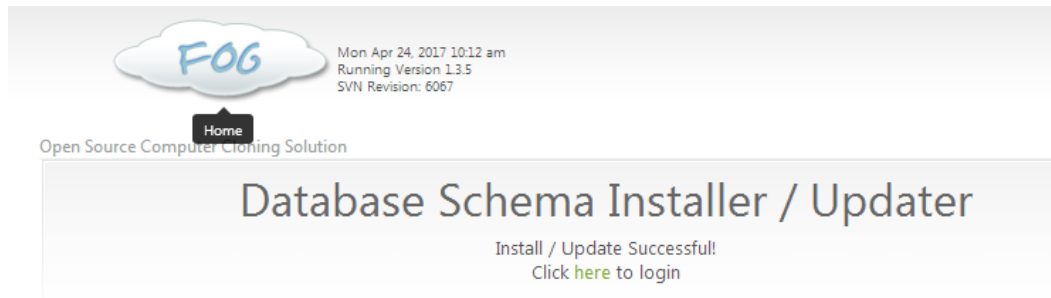 FOG
Mon Apr 24, 2017 10:12 am
Running Version 1.3.5
SVN Revision: 6067
Home
Open Source Computer Cloning Solution
Database Schema Installer / Updater
Install / Update Successful!
Click here to login